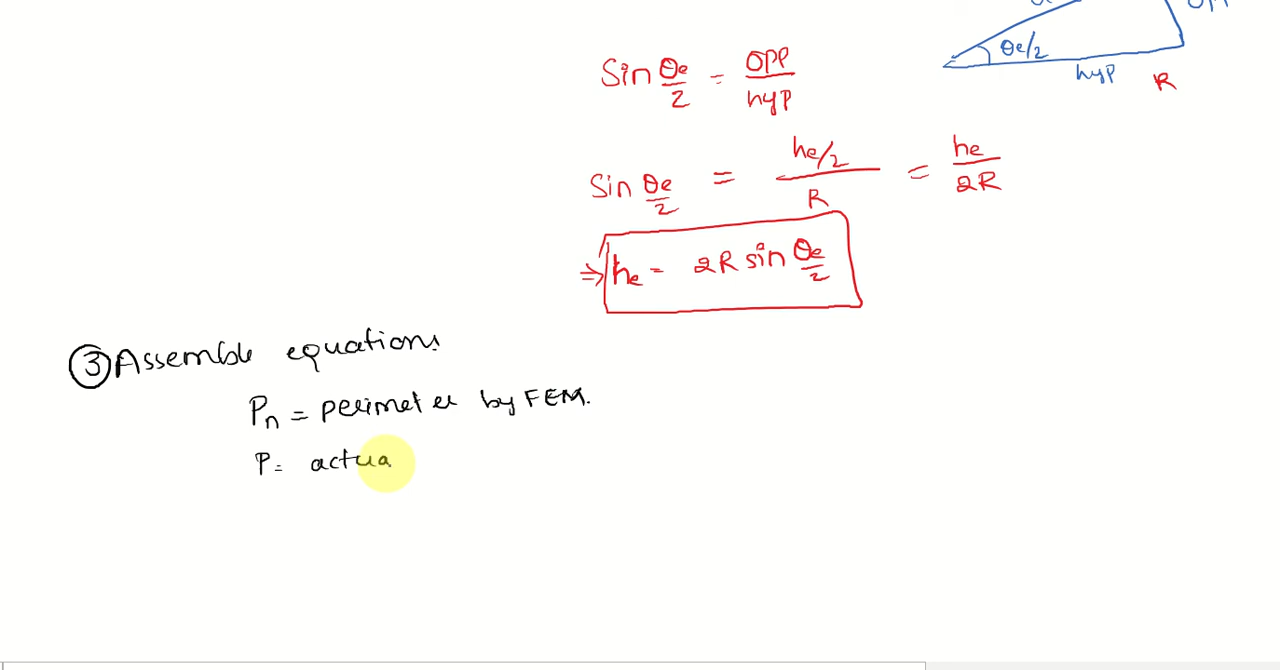 θe/2
hyp
R
Sin θe/2 = opp/hyp
Sin θe/2 = he/2 / R = he/2R
⇒ he = 2R sin θe/2
③ Assemble equations
Pn = perimeter by FEM.
P = actua